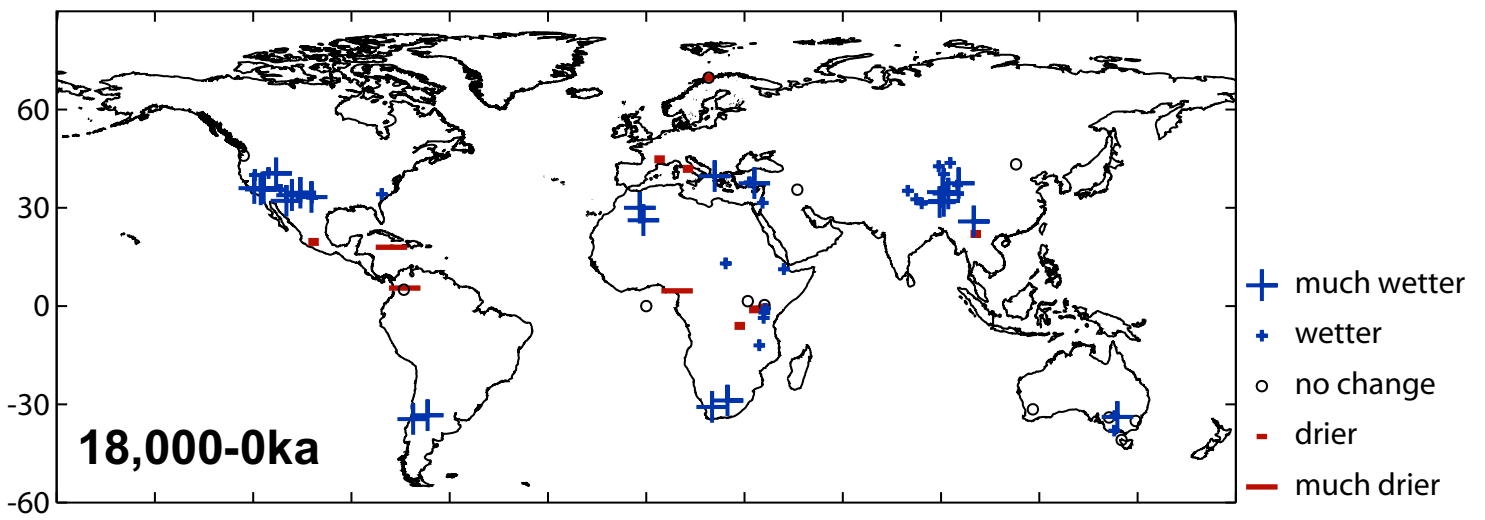 60
30
0
-30
-60
18,000-0ka
much wetter
wetter
no change
drier
much drier